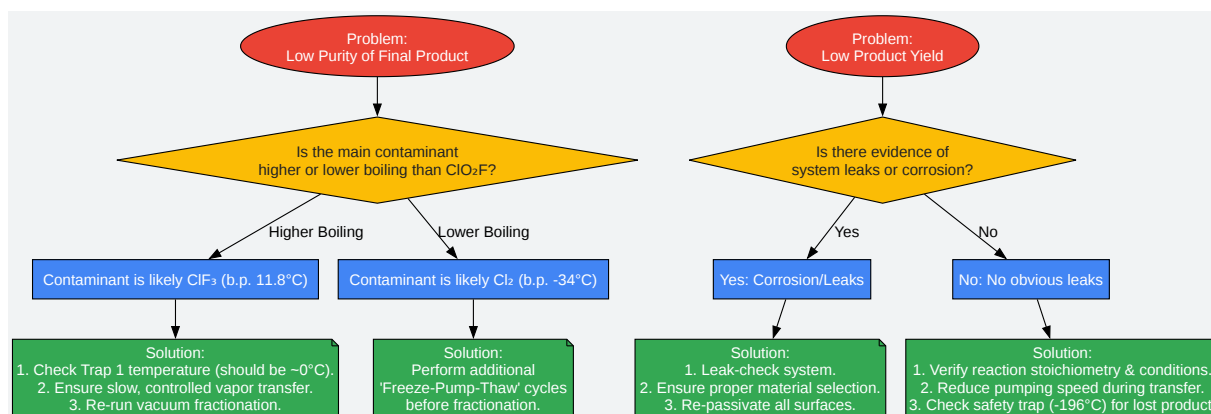 Problem:
Low Purity of Final Product
Problem:
Low Product Yield
Is the main contaminant
higher or lower boiling than ClO₂F?
Is there evidence of
system leaks or corrosion?
Higher Boiling
Lower Boiling
Yes
No
Contaminant is likely ClF₃ (b.p. 11.8°C)
Contaminant is likely Cl₂ (b.p. -34°C)
Yes: Corrosion/Leaks
No: No obvious leaks
Solution:
1. Check Trap 1 temperature (should be ~0°C).
2. Ensure slow, controlled vapor transfer.
3. Re-run vacuum fractionation.
Solution:
Perform additional
'Freeze-Pump-Thaw' cycles
before fractionation.
Solution:
1. Leak-check system.
2. Ensure proper material selection.
3. Re-passivate all surfaces.
Solution:
1. Verify reaction stoichiometry & conditions.
2. Reduce pumping speed during transfer.
3. Check safety trap (-196°C) for lost product